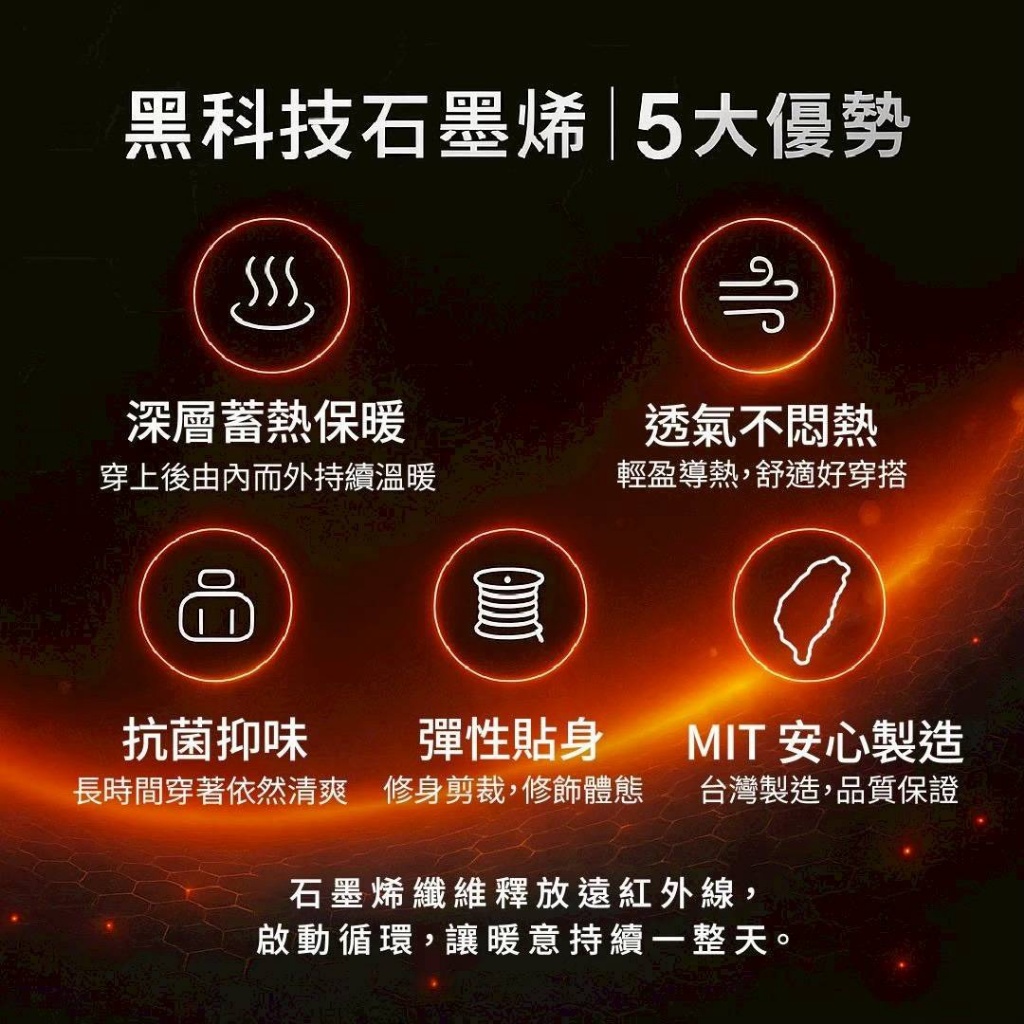 黑科技石墨烯|5大優勢
深層蓄熱保暖
穿上後由內而外持續溫暖
透氣不悶熱
輕盈導熱,舒適好穿搭
抗菌抑味
長時間穿著依然清爽
彈性貼身
修身剪裁,修飾體態
MIT 安心製造
台灣製造,品質保證
石墨烯纖維釋放遠紅外線,
啟動循環,讓暖意持續一整天。